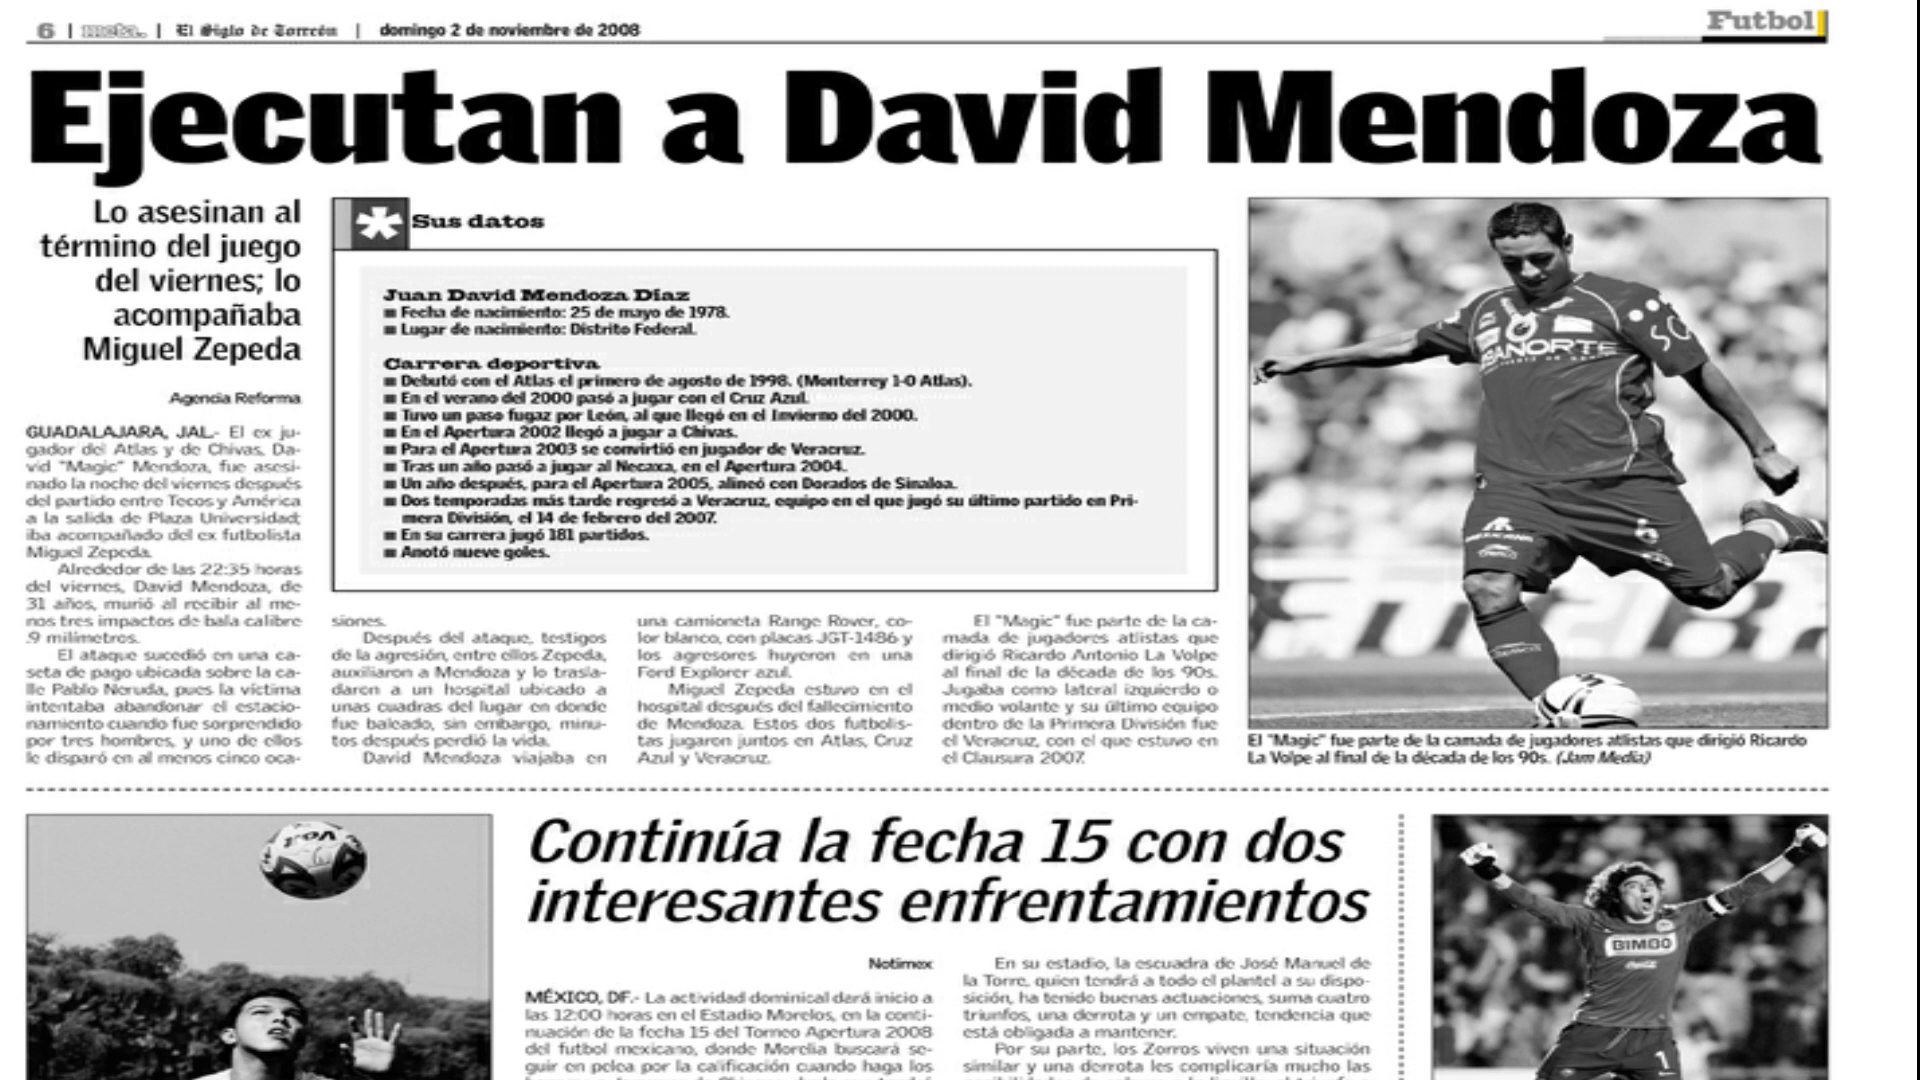 6 | meta. | El Siglo de Torreón | domingo 2 de noviembre de 2008
Futbol
Ejecutan a David Mendoza
Lo asesinan al
término del juego
del viernes; lo
acompañaba
Miguel Zepeda
Agencia Reforma
GUADALAJARA, JAL.- El ex ju-
gador del Atlas y de Chivas, Da-
vid "Magic" Mendoza, fue asesi-
nado la noche del viernes después
del partido entre Tecos y América
a la salida de Plaza Universidad;
iba acompañado del ex futbolista
Miguel Zepeda.
Alrededor de las 22:35 horas
del viernes, David Mendoza, de
31 años, murió al recibir al me-
nos tres impactos de bala calibre
.9 milímetros.
El ataque sucedió en una ca-
seta de pago ubicada sobre la ca-
lle Pablo Neruda, pues la víctima
intentaba abandonar el estacio-
namiento cuando fue sorprendido
por tres hombres, y uno de ellos
le disparó en al menos cinco oca-
* Sus datos
Juan David Mendoza Díaz
■ Fecha de nacimiento: 25 de mayo de 1978.
■ Lugar de nacimiento: Distrito Federal.
Carrera deportiva
■ Debutó con el Atlas el primero de agosto de 1998. (Monterrey 1-0 Atlas).
■ En el verano del 2000 pasó a jugar con el Cruz Azul.
■ Tuvo un paso fugaz por León, al que llegó en el Invierno del 2000.
■ En el Apertura 2002 llegó a jugar a Chivas.
■ Para el Apertura 2003 se convirtió en jugador de Veracruz.
■ Tras un año pasó a jugar al Necaxa, en el Apertura 2004.
■ Un año después, para el Apertura 2005, alineó con Dorados de Sinaloa.
■ Dos temporadas más tarde regresó a Veracruz, equipo en el que jugó su último partido en Pri-
mera División, el 14 de febrero del 2007.
■ En su carrera jugó 181 partidos.
■ Anotó nueve goles.
siones.
Después del ataque, testigos
de la agresión, entre ellos Zepeda,
auxiliaron a Mendoza y lo trasla-
daron a un hospital ubicado a
unas cuadras del lugar en donde
fue baleado, sin embargo, minu-
tos después perdió la vida.
David Mendoza viajaba en
una camioneta Range Rover, co-
lor blanco, con placas JGT-1486 y
los agresores huyeron en una
Ford Explorer azul.
Miguel Zepeda estuvo en el
hospital después del fallecimiento
de Mendoza. Estos dos futbolis-
tas jugaron juntos en Atlas, Cruz
Azul y Veracruz.
El "Magic" fue parte de la ca-
mada de jugadores atlistas que
dirigió Ricardo Antonio La Volpe
al final de la década de los 90s.
Jugaba como lateral izquierdo o
medio volante y su último equipo
dentro de la Primera División fue
el Veracruz, con el que estuvo en
el Clausura 2007.
BANORTE
El "Magic" fue parte de la camada de jugadores atlistas que dirigió Ricardo
La Volpe al final de la década de los 90s. (Jam Media)
Continúa la fecha 15 con dos
interesantes enfrentamientos
Notimex
MÉXICO, DF.- La actividad dominical dará inicio a
las 12:00 horas en el Estadio Morelos, en la conti-
nuación de la fecha 15 del Torneo Apertura 2008
del futbol mexicano, donde Morelia buscará se-
guir en pelea por la calificación cuando haga los
En su estadio, la escuadra de José Manuel de
la Torre, quien tendrá a todo el plantel a su dispo-
sición, ha tenido buenas actuaciones, suma cuatro
triunfos, una derrota y un empate, tendencia que
está obligada a mantener.
Por su parte, los Zorros viven una situación
similar y una derrota les complicaría mucho las
BIMBO
1